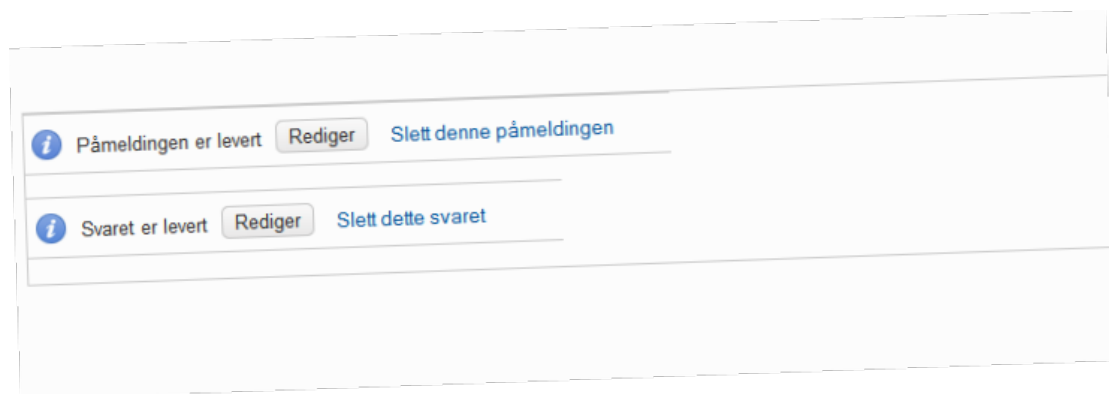 Påmeldingen er levert Rediger Slett denne påmeldingen
Svaret er levert Rediger Slett dette svaret